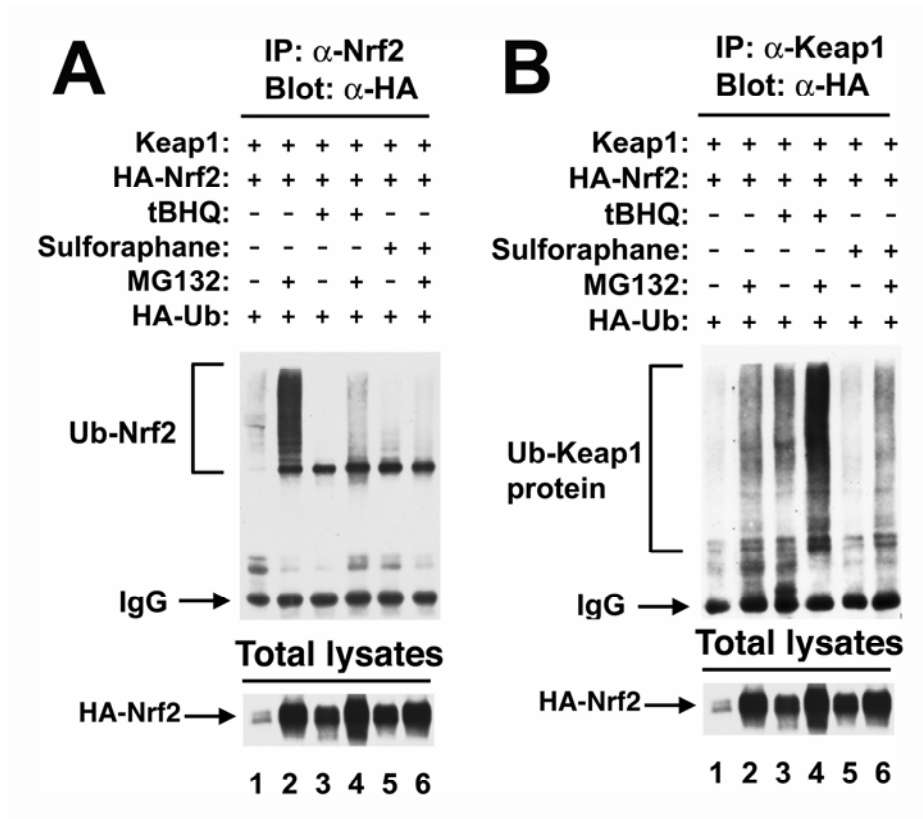 A
IP: α-Nrf2
Blot: α-HA
Keap1: + + + + + +
HA-Nrf2: + + + + + +
tBHQ: - - + + - -
Sulforaphane: - - - - + +
MG132: - + - + - +
HA-Ub: + + + + + +
Ub-Nrf2
IgG
Total lysates
HA-Nrf2
1 2 3 4 5 6
B
IP: α-Keap1
Blot: α-HA
Keap1: + + + + + +
HA-Nrf2: + + + + + +
tBHQ: - - + + - -
Sulforaphane: - - - - + +
MG132: - + - + - +
HA-Ub: + + + + + +
Ub-Keap1
protein
IgG
Total lysates
HA-Nrf2
1 2 3 4 5 6